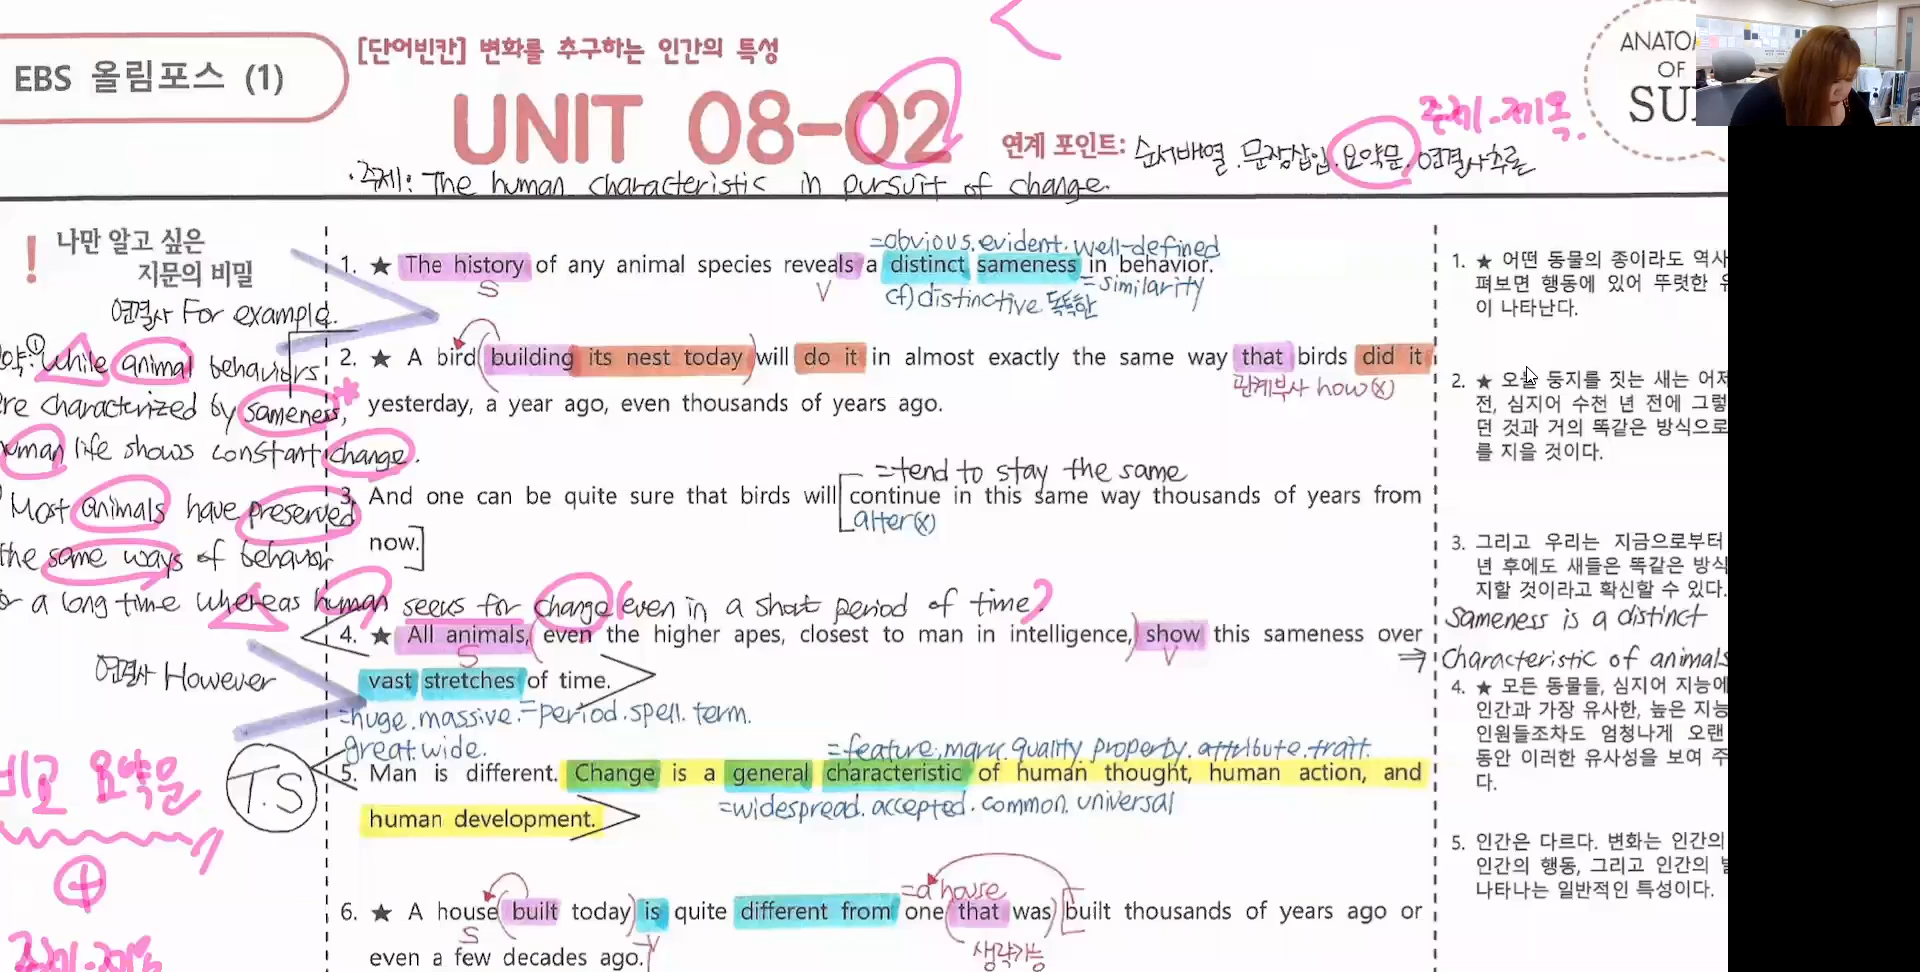 EBS 올림포스 (1)
[단어빈칸] 변화를 추구하는 인간의 특성
UNIT 08-02
연계 포인트: 순서배열.문장삽입.요약문.연결사추론
주제-제목.
ANATO
OF
SU
·주제: The human characteristic in pursuit of change.
! 나만 알고 싶은
지문의 비밀
연결사 For example.
약:① While animal behaviors
re characterized by sameness,*
uman life shows constant change.
Most animals have preserved
the same ways of behavior
or a long time whereas human seeks for change (even in a short period of time)
연결사 However
T.S
비교 요약문
+
주제-제목
=obvious.evident.well-defined
1. ★ The history of any animal species reveals a distinct sameness in behavior.
S
V
cf)distinctive 독특한
=similarity
2. ★ A bird (building its nest today) will do it in almost exactly the same way that birds did it
관계부사 how(x)
yesterday, a year ago, even thousands of years ago.
=tend to stay the same
3. And one can be quite sure that birds will [continue in this same way thousands of years from
alter(x)
now.]
4. ★ All animals, (even the higher apes, closest to man in intelligence,) show this sameness over
S
V
vast stretches of time.
=huge.massive.=period.spell.term.
great.wide.
=feature.mark.quality.property.attribute.trait.
5. Man is different. Change is a general characteristic of human thought, human action, and
=widespread.accepted.common.universal
human development.
=a house
6. ★ A house (built today) is quite different from one (that was) [built thousands of years ago or
S
V
생략가능
even a few decades ago.
1. ★ 어떤 동물의 종이라도 역사
펴보면 행동에 있어 뚜렷한 유
이 나타난다.
2. ★ 오늘 둥지를 짓는 새는 어제
전, 심지어 수천 년 전에 그렇
던 것과 거의 똑같은 방식으로
를 지을 것이다.
3. 그리고 우리는 지금으로부터
년 후에도 새들은 똑같은 방식
지할 것이라고 확신할 수 있다.
Sameness is a distinct
⇒ Characteristic of animals
4. ★ 모든 동물들, 심지어 지능에
인간과 가장 유사한, 높은 지능
인원들조차도 엄청나게 오랜
동안 이러한 유사성을 보여 주
다.
5. 인간은 다르다. 변화는 인간의
인간의 행동, 그리고 인간의 발
나타나는 일반적인 특성이다.